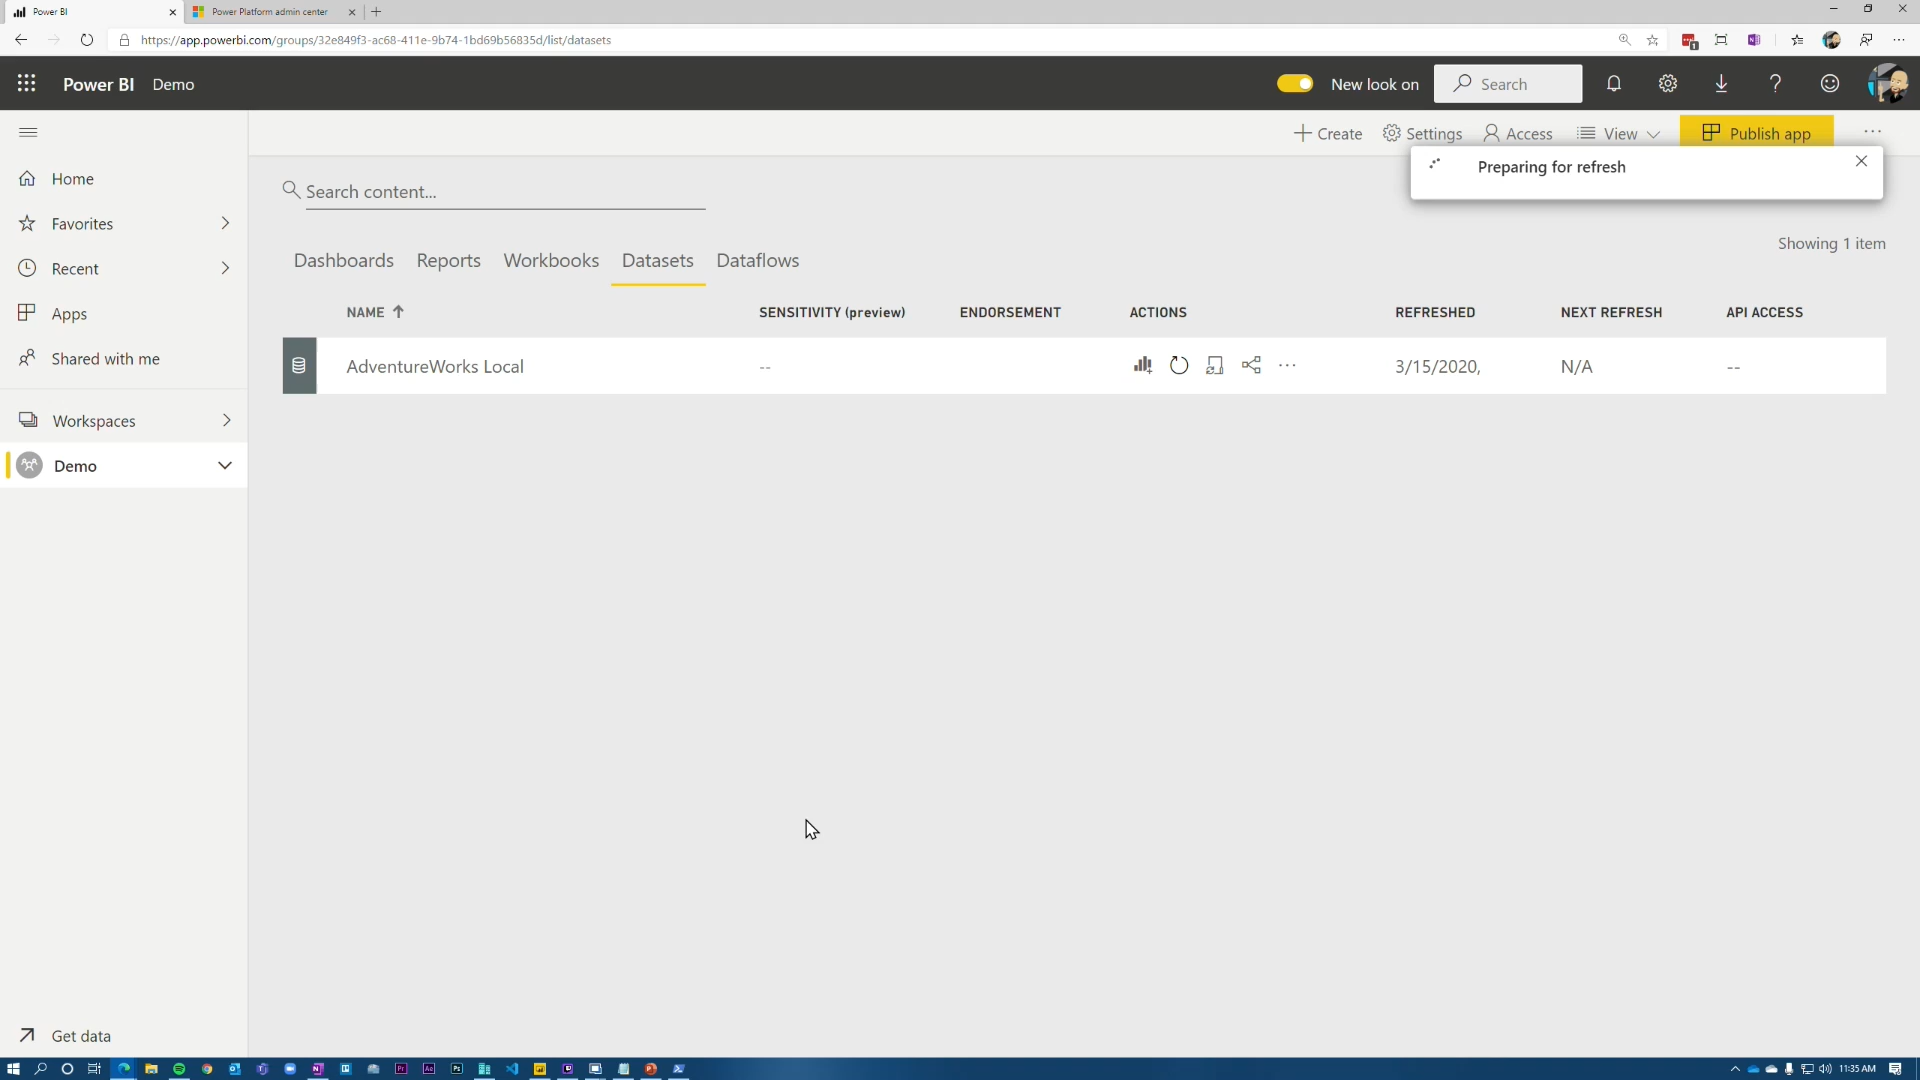 Power BI
Power Platform admin center
https://app.powerbi.com/groups/32e849f3-ac68-411e-9b74-1bd69b56835d/list/datasets
Power BI Demo
New look on
Search
Create Settings Access View Publish app
Preparing for refresh
Search content...
Showing 1 item
Home
Favorites
Recent
Apps
Shared with me
Workspaces
Demo
Get data
Dashboards Reports Workbooks Datasets Dataflows
NAME SENSITIVITY (preview) ENDORSEMENT ACTIONS REFRESHED NEXT REFRESH API ACCESS
AdventureWorks Local -- 3/15/2020, N/A --
11:35 AM